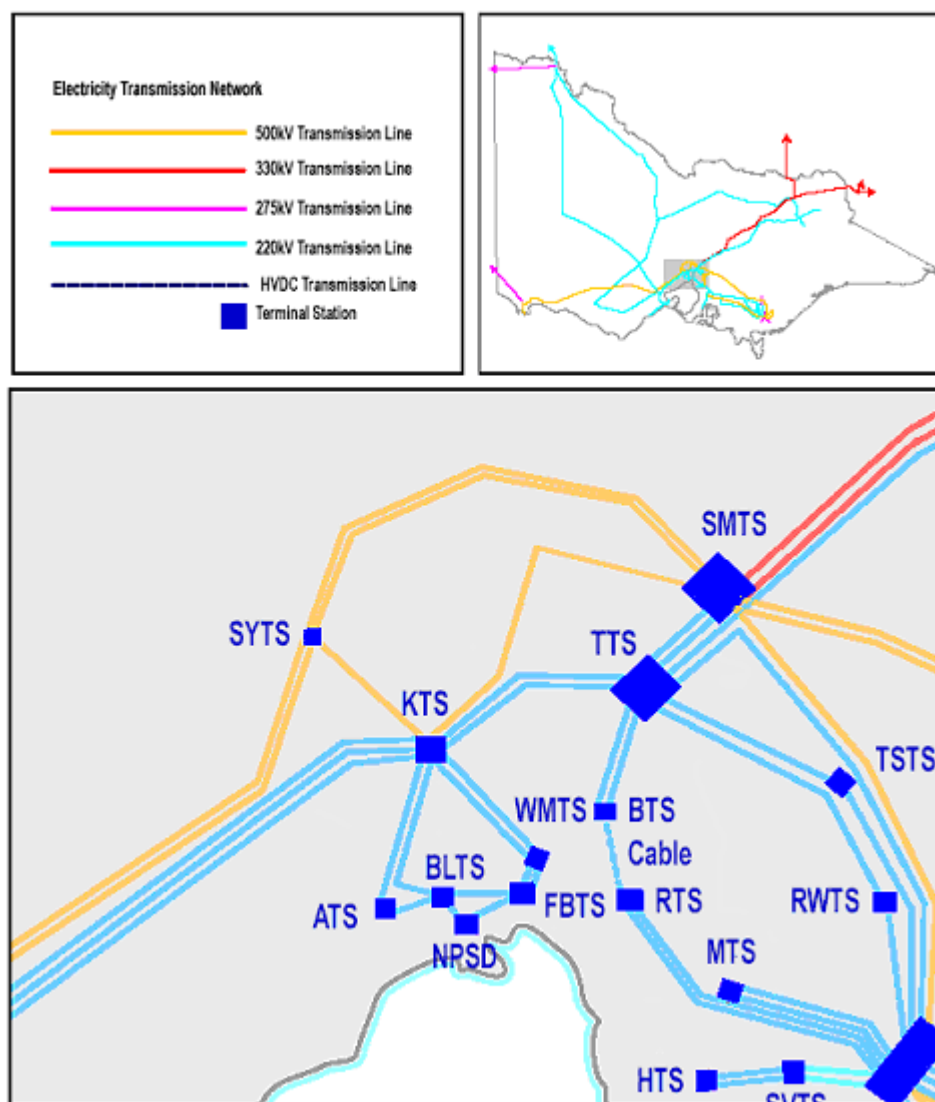 Electricity Transmission Network
500kV Transmission Line
330kV Transmission Line
275kV Transmission Line
220kV Transmission Line
HVDC Transmission Line
Terminal Station
SMTS
SYTS
TTS
KTS
TSTS
WMTS
BTS
Cable
BLTS
ATS
FBTS
RTS
RWTS
NPSD
MTS
HTS
SVTS